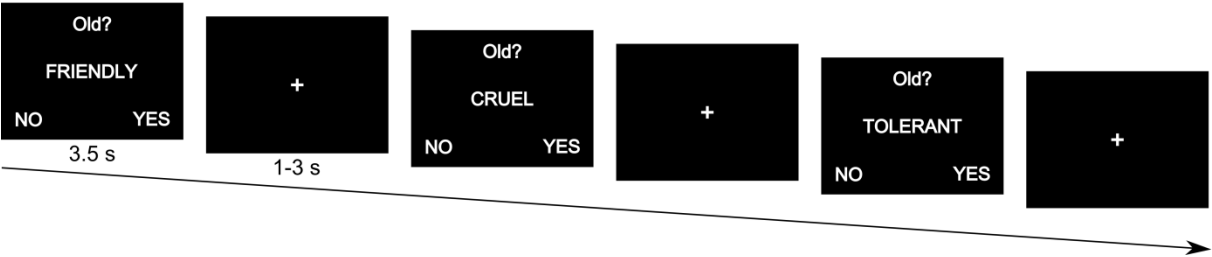 Old?
FRIENDLY
NO YES
3.5 s
+
1-3 s
Old?
CRUEL
NO YES
+
Old?
TOLERANT
NO YES
+